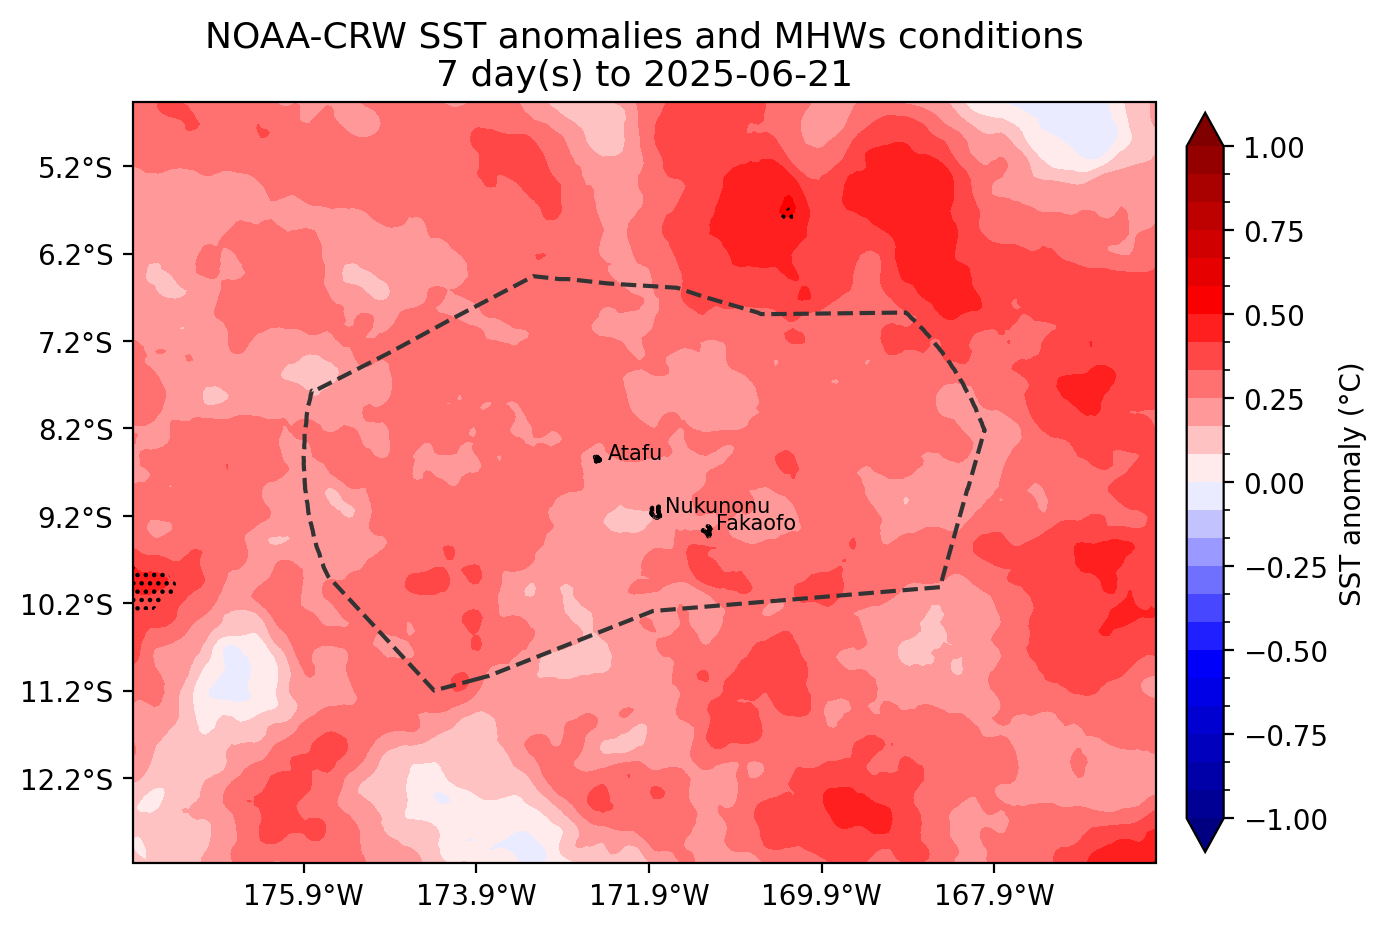 NOAA-CRW SST anomalies and MHWs conditions
7 day(s) to 2025-06-21
5.2°S
6.2°S
7.2°S
8.2°S
9.2°S
10.2°S
11.2°S
12.2°S
Atafu
Nukunonu
Fakaofo
175.9°W
173.9°W
171.9°W
169.9°W
167.9°W
1.00
0.75
0.50
0.25
0.00
−0.25
−0.50
−0.75
−1.00
SST anomaly (°C)